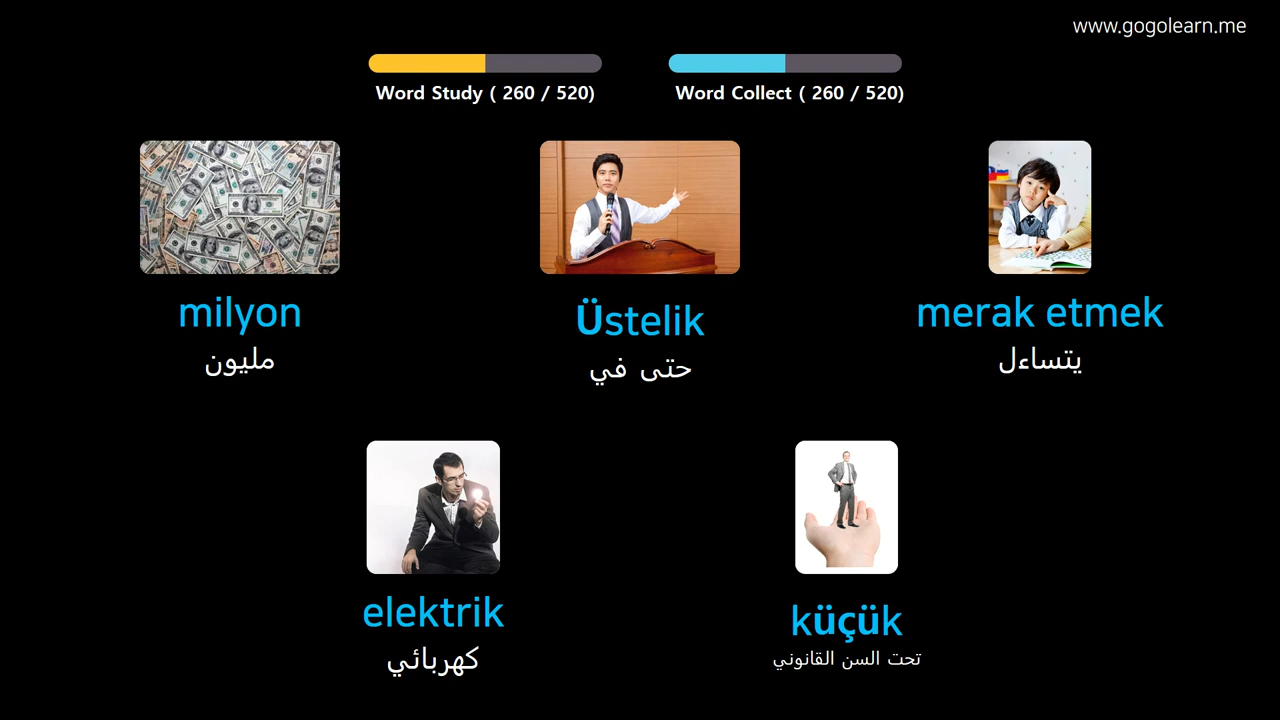 www.gogolearn.me
Word Study ( 260 / 520)
Word Collect ( 260 / 520)
milyon
مليون
Üstelik
حتى في
merak etmek
يتساءل
elektrik
كهربائي
küçük
تحت السن القانوني